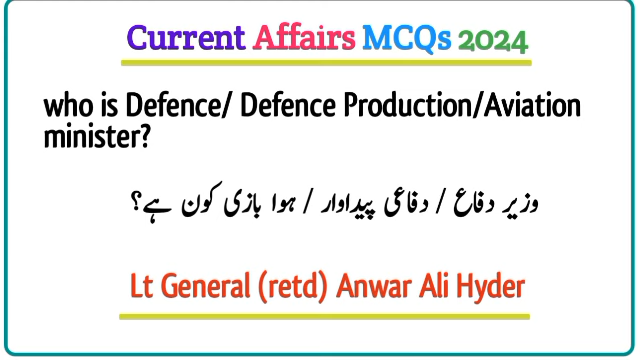 Current Affairs MCQs 2024
who is Defence/ Defence Production/Aviation
minister?
وزیر دفاع / دفاعی پیداوار / ہوا بازی کون ہے؟
Lt General (retd) Anwar Ali Hyder